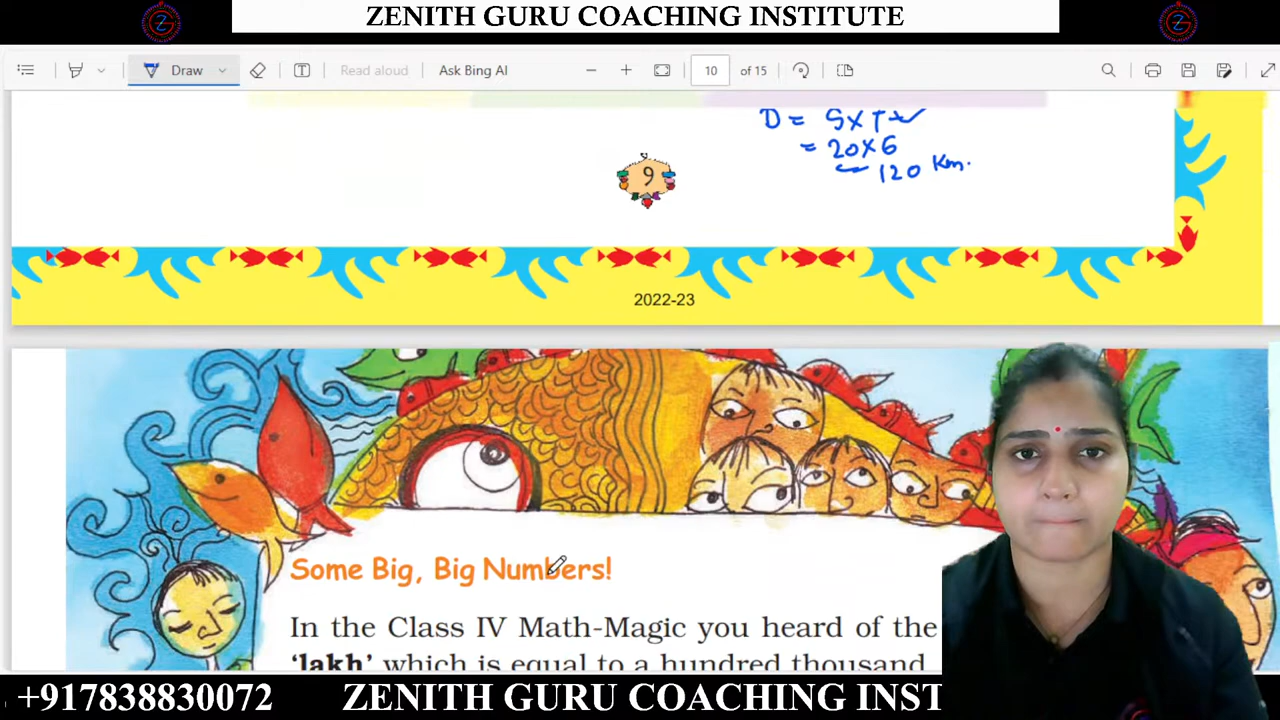 ZENITH GURU COACHING INSTITUTE
Draw
Read aloud
Ask Bing AI
10
of 15
D = S×T
= 20×6
120 Km.
9
2022-23
Some Big, Big Numbers!
In the Class IV Math-Magic you heard of the
'lakh' which is equal to a hundred thousand.
+917838830072
ZENITH GURU COACHING INST